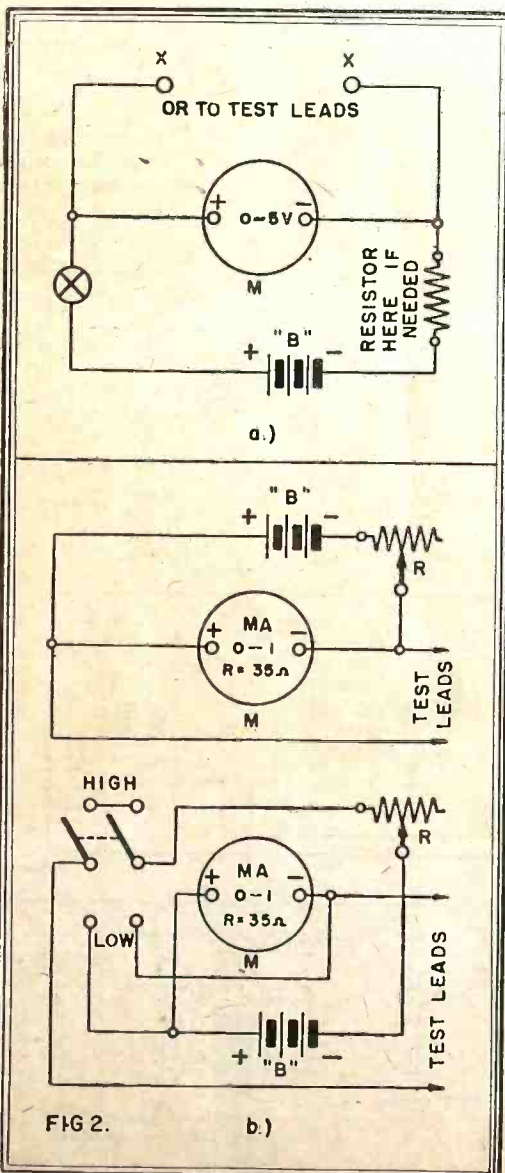 X X
OR TO TEST LEADS
+ 0-5V -
M
RESISTOR
HERE IF
NEEDED
+ "B" -
a.)
+ "B" -
R
+ MA -
0-1
R= 35Ω
M
TEST
LEADS
HIGH
R
+ MA -
0-1
R= 35Ω
LOW
M
TEST LEADS
+ "B" -
FIG 2.
b.)